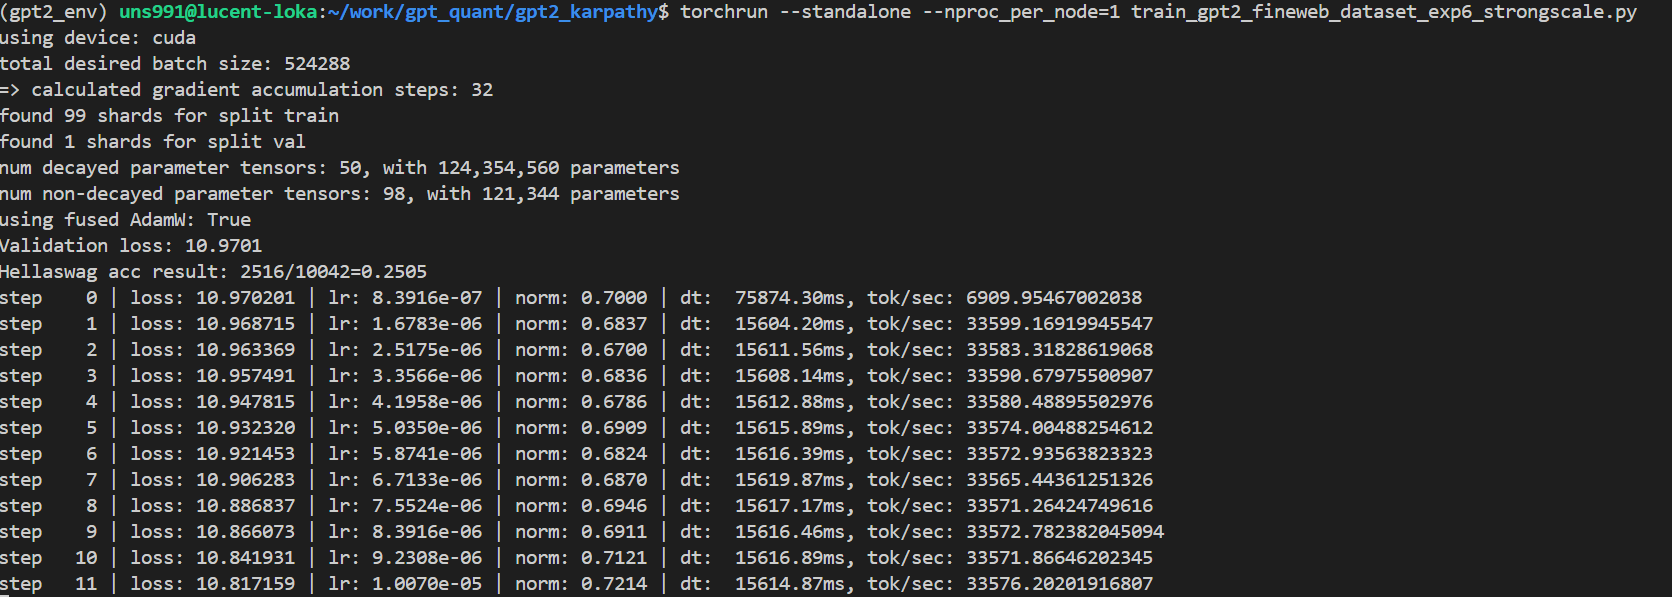 (gpt2_env) uns991@lucent-loka:~/work/gpt_quant/gpt2_karpathy$ torchrun --standalone --nproc_per_node=1 train_gpt2_fineweb_dataset_exp6_strongscale.py
using device: cuda
total desired batch size: 524288
=> calculated gradient accumulation steps: 32
found 99 shards for split train
found 1 shards for split val
num decayed parameter tensors: 50, with 124,354,560 parameters
num non-decayed parameter tensors: 98, with 121,344 parameters
using fused AdamW: True
Validation loss: 10.9701
Hellaswag acc result: 2516/10042=0.2505
step    0 | loss: 10.970201 | lr: 8.3916e-07 | norm: 0.7000 | dt:  75874.30ms, tok/sec: 6909.95467002038
step    1 | loss: 10.968715 | lr: 1.6783e-06 | norm: 0.6837 | dt:  15604.20ms, tok/sec: 33599.16919945547
step    2 | loss: 10.963369 | lr: 2.5175e-06 | norm: 0.6700 | dt:  15611.56ms, tok/sec: 33583.31828619068
step    3 | loss: 10.957491 | lr: 3.3566e-06 | norm: 0.6836 | dt:  15608.14ms, tok/sec: 33590.67975500907
step    4 | loss: 10.947815 | lr: 4.1958e-06 | norm: 0.6786 | dt:  15612.88ms, tok/sec: 33580.48895502976
step    5 | loss: 10.932320 | lr: 5.0350e-06 | norm: 0.6909 | dt:  15615.89ms, tok/sec: 33574.00488254612
step    6 | loss: 10.921453 | lr: 5.8741e-06 | norm: 0.6824 | dt:  15616.39ms, tok/sec: 33572.93563823323
step    7 | loss: 10.906283 | lr: 6.7133e-06 | norm: 0.6870 | dt:  15619.87ms, tok/sec: 33565.44361251326
step    8 | loss: 10.886837 | lr: 7.5524e-06 | norm: 0.6946 | dt:  15617.17ms, tok/sec: 33571.26424749616
step    9 | loss: 10.866073 | lr: 8.3916e-06 | norm: 0.6911 | dt:  15616.46ms, tok/sec: 33572.782382045094
step   10 | loss: 10.841931 | lr: 9.2308e-06 | norm: 0.7121 | dt:  15616.89ms, tok/sec: 33571.86646202345
step   11 | loss: 10.817159 | lr: 1.0070e-05 | norm: 0.7214 | dt:  15614.87ms, tok/sec: 33576.20201916807